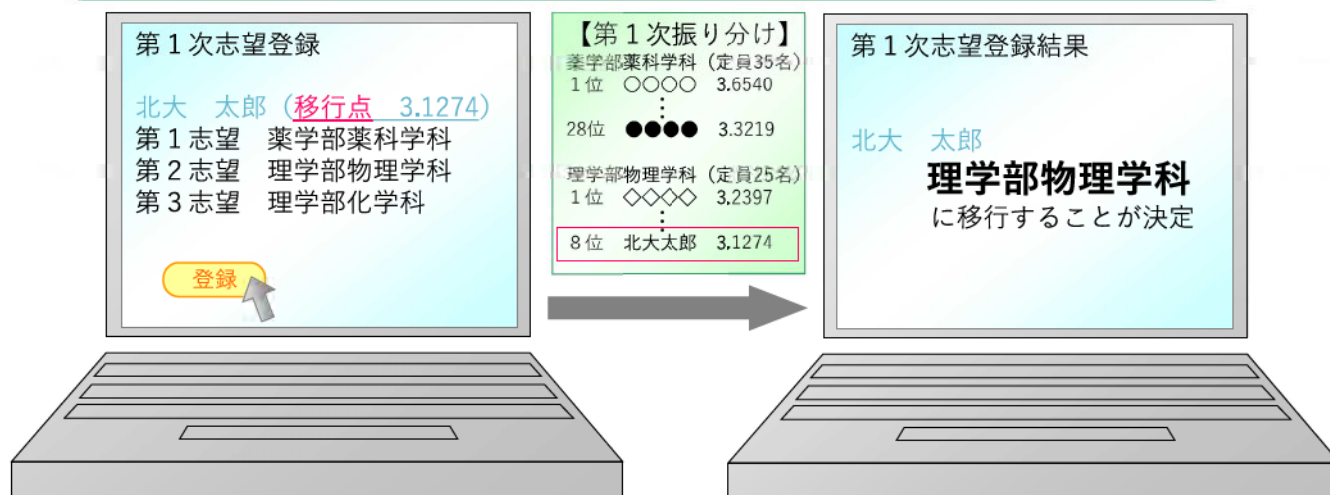 第1次志望登録
北大　太郎（移行点　3.1274）
第1志望　薬学部薬科学科
第2志望　理学部物理学科
第3志望　理学部化学科
登録
【第1次振り分け】
薬学部薬科学科（定員35名）
1位　○○○○　3.6540
⋮
28位　●●●●　3.3219
理学部物理学科（定員25名）
1位　◇◇◇◇　3.2397
⋮
8位　北大太郎　3.1274
第1次志望登録結果
北大　太郎
理学部物理学科
に移行することが決定